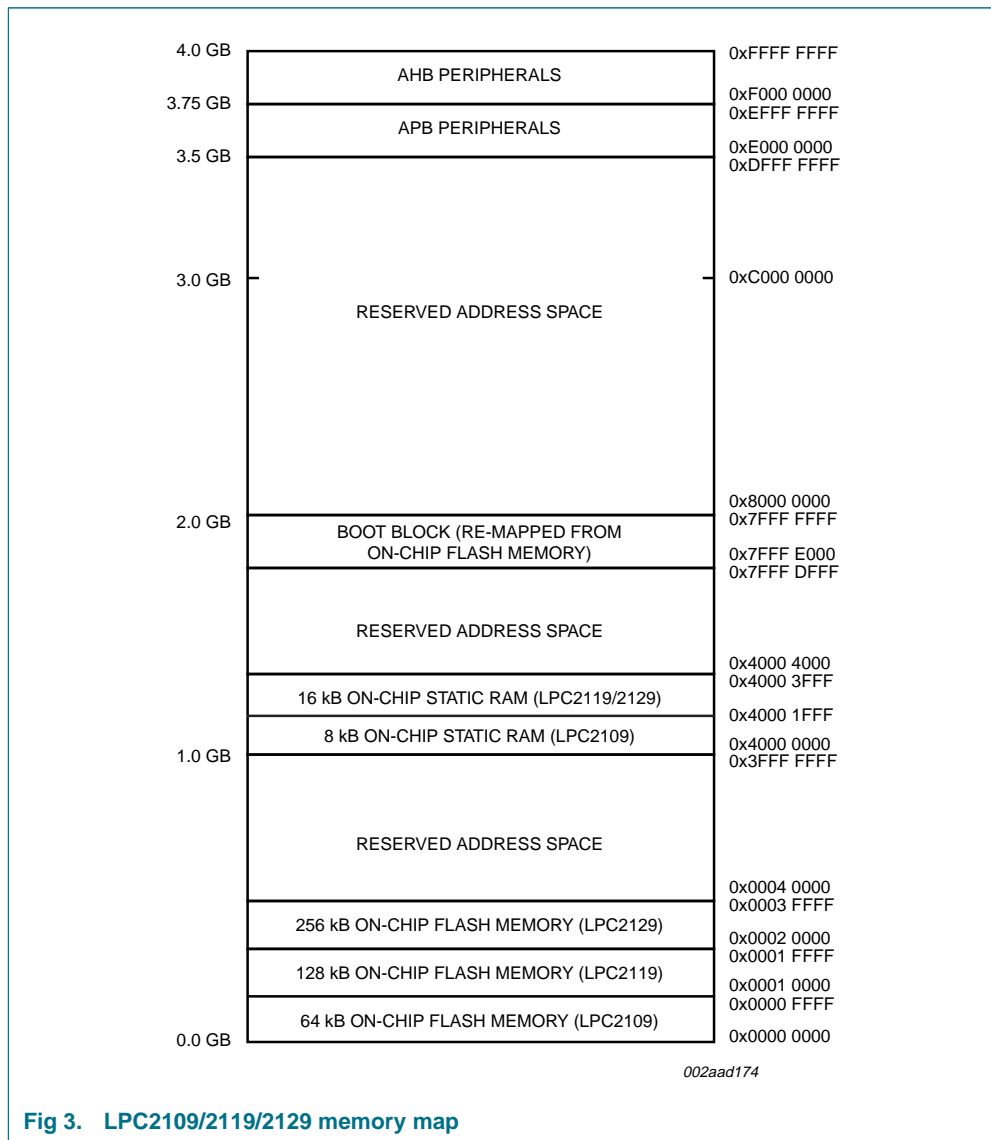 4.0 GB
0xFFFF FFFF
AHB PERIPHERALS
0xF000 0000
3.75 GB
0xEFFF FFFF
APB PERIPHERALS
0xE000 0000
3.5 GB
0xDFFF FFFF
3.0 GB
0xC000 0000
RESERVED ADDRESS SPACE
0x8000 0000
2.0 GB
0x7FFF FFFF
BOOT BLOCK (RE-MAPPED FROM
ON-CHIP FLASH MEMORY)
0x7FFF E000
0x7FFF DFFF
RESERVED ADDRESS SPACE
0x4000 4000
0x4000 3FFF
16 kB ON-CHIP STATIC RAM (LPC2119/2129)
0x4000 1FFF
8 kB ON-CHIP STATIC RAM (LPC2109)
0x4000 0000
1.0 GB
0x3FFF FFFF
RESERVED ADDRESS SPACE
0x0004 0000
0x0003 FFFF
256 kB ON-CHIP FLASH MEMORY (LPC2129)
0x0002 0000
0x0001 FFFF
128 kB ON-CHIP FLASH MEMORY (LPC2119)
0x0001 0000
0x0000 FFFF
64 kB ON-CHIP FLASH MEMORY (LPC2109)
0x0000 0000
0.0 GB
002aad174
Fig 3. LPC2109/2119/2129 memory map